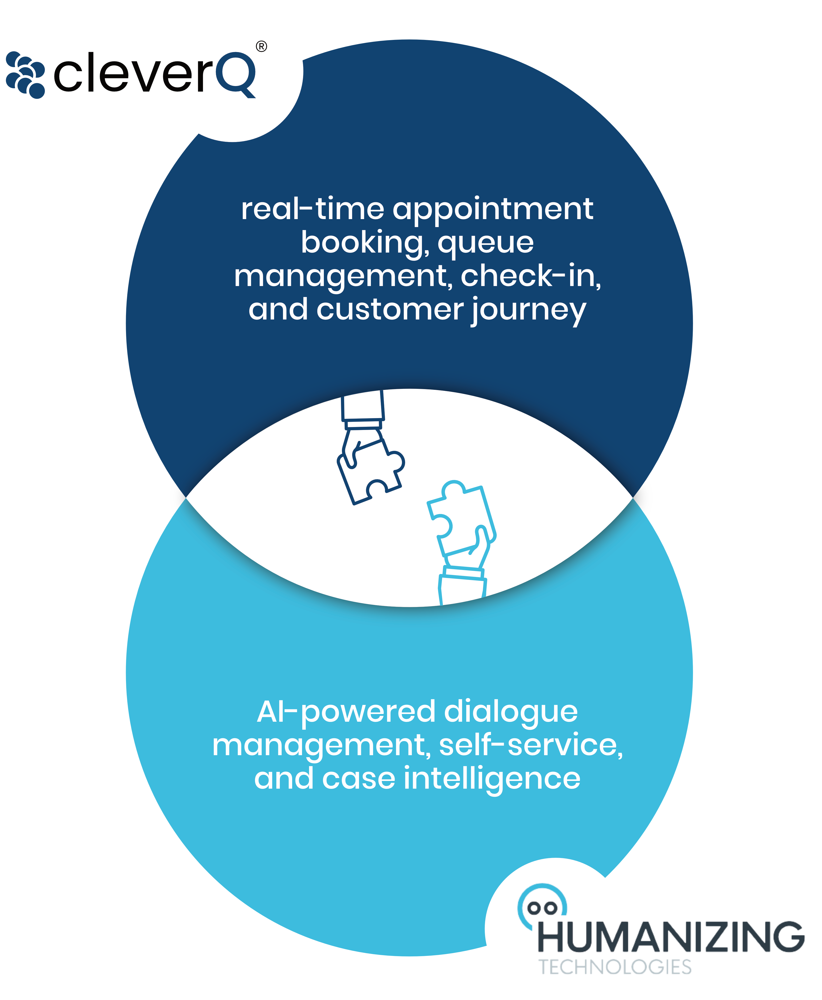 cleverQ®
real-time appointment
booking, queue
management, check-in,
and customer journey
AI-powered dialogue
management, self-service,
and case intelligence
HUMANIZING
TECHNOLOGIES